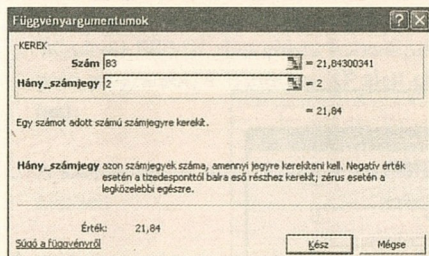 Függvényargumentumok
KEREK
Szám B3 = 21,84300341
Hány_számjegy 2 = 2
= 21,84
Egy számot adott számú számjegyre kerekít.
Hány_számjegy azon számjegyek száma, amennyi jegyre kerekíteni kell. Negatív érték
esetén a tizedesponttól balra eső részhez kerekít; zérus esetén a
legközelebbi egészre.
Érték: 21,84
Súgó a függvényről
Kész
Mégse